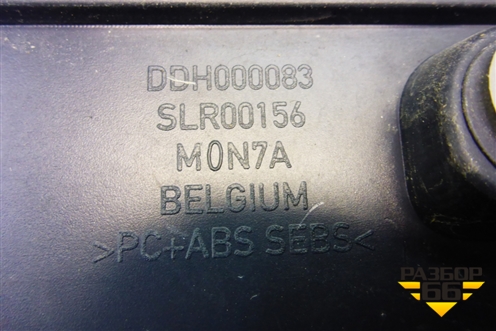 DDH000083
SLR00156
M0N7A
BELGIUM
>PC+ABS SEBS<
РАЗБОР
66